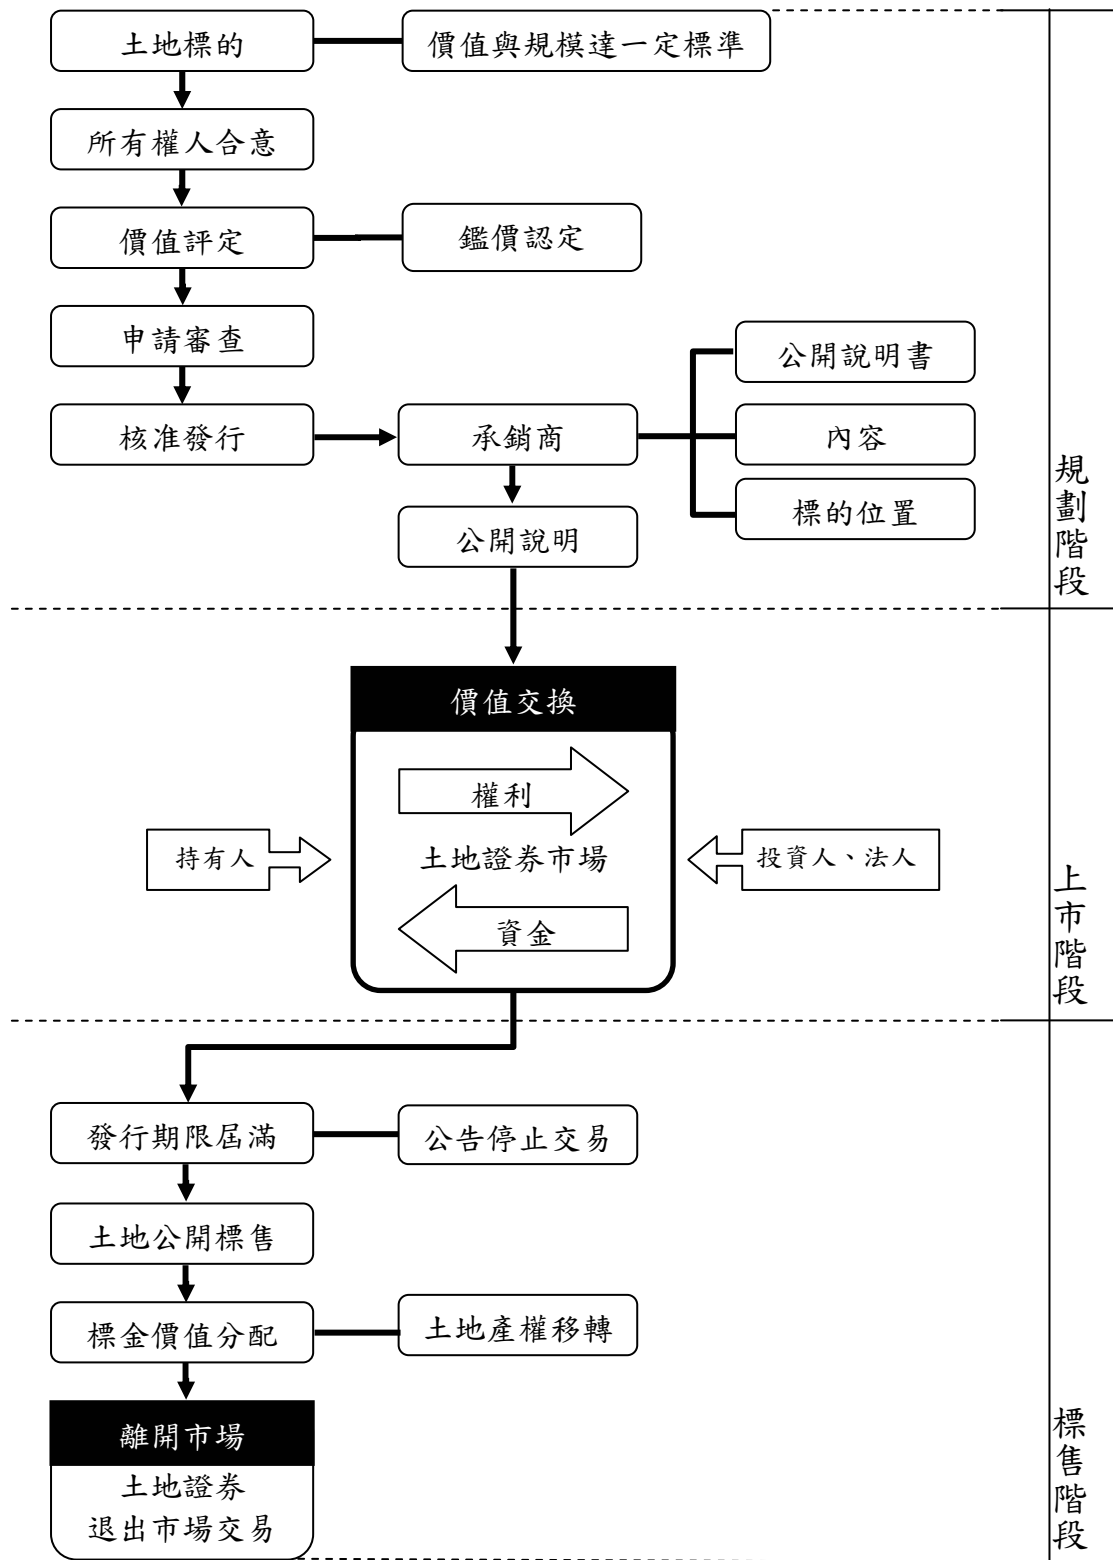 土地標的
價值與規模達一定標準
所有權人合意
價值評定
鑑價認定
申請審查
公開說明書
核准發行
承銷商
內容
標的位置
公開說明
規劃階段
價值交換
權利
持有人
土地證券市場
投資人、法人
資金
上市階段
發行期限屆滿
公告停止交易
土地公開標售
標金價值分配
土地產權移轉
離開市場
土地證券
退出市場交易
標售階段